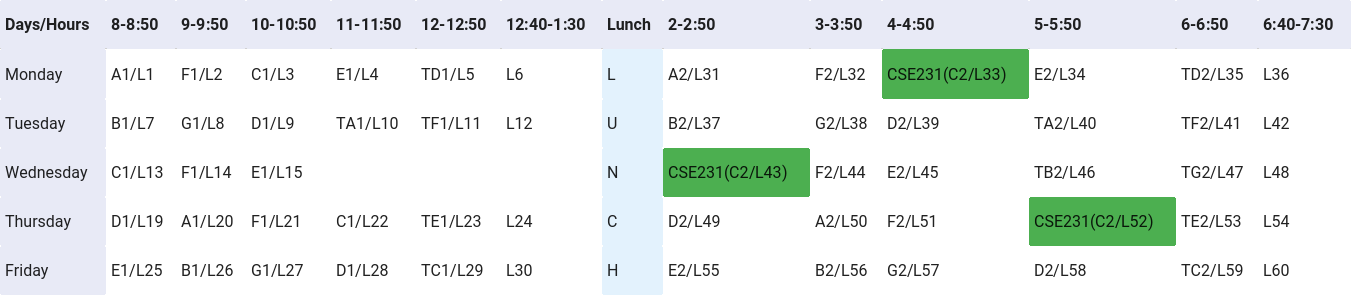 Days/Hours 8-8:50 9-9:50 10-10:50 11-11:50 12-12:50 12:40-1:30 Lunch 2-2:50 3-3:50 4-4:50 5-5:50 6-6:50 6:40-7:30
Monday A1/L1 F1/L2 C1/L3 E1/L4 TD1/L5 L6 L A2/L31 F2/L32 CSE231(C2/L33) E2/L34 TD2/L35 L36
Tuesday B1/L7 G1/L8 D1/L9 TA1/L10 TF1/L11 L12 U B2/L37 G2/L38 D2/L39 TA2/L40 TF2/L41 L42
Wednesday C1/L13 F1/L14 E1/L15 N CSE231(C2/L43) F2/L44 E2/L45 TB2/L46 TG2/L47 L48
Thursday D1/L19 A1/L20 F1/L21 C1/L22 TE1/L23 L24 C D2/L49 A2/L50 F2/L51 CSE231(C2/L52) TE2/L53 L54
Friday E1/L25 B1/L26 G1/L27 D1/L28 TC1/L29 L30 H E2/L55 B2/L56 G2/L57 D2/L58 TC2/L59 L60